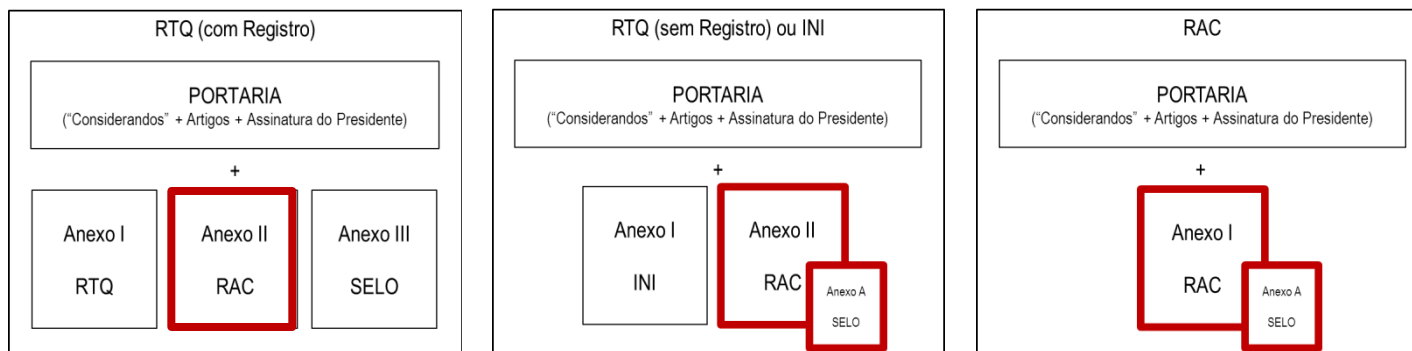 RTQ (com Registro)
PORTARIA
(“Considerandos” + Artigos + Assinatura do Presidente)
+
Anexo I
RTQ
Anexo II
RAC
Anexo III
SELO
RTQ (sem Registro) ou INI
PORTARIA
(“Considerandos” + Artigos + Assinatura do Presidente)
+
Anexo I
INI
Anexo II
RAC
Anexo A
SELO
RAC
PORTARIA
(“Considerandos” + Artigos + Assinatura do Presidente)
+
Anexo I
RAC
Anexo A
SELO